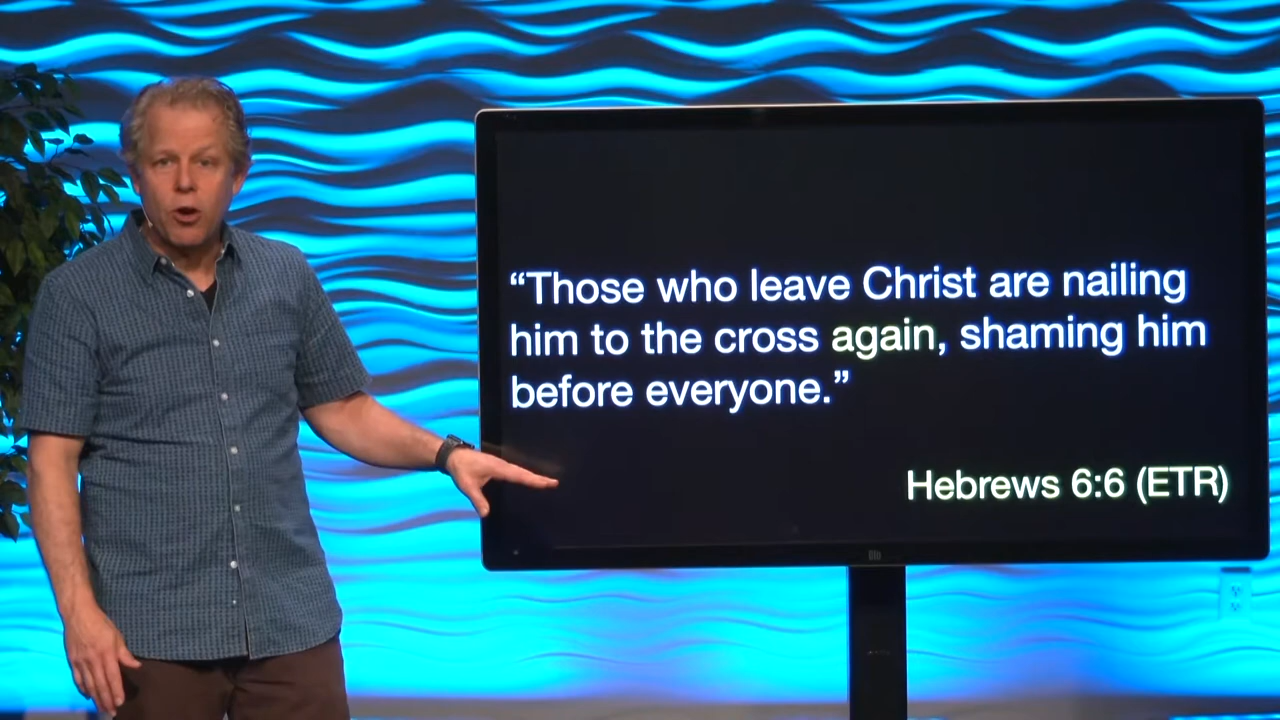 “Those who leave Christ are nailing
him to the cross again, shaming him
before everyone.”
Hebrews 6:6 (ETR)
elo